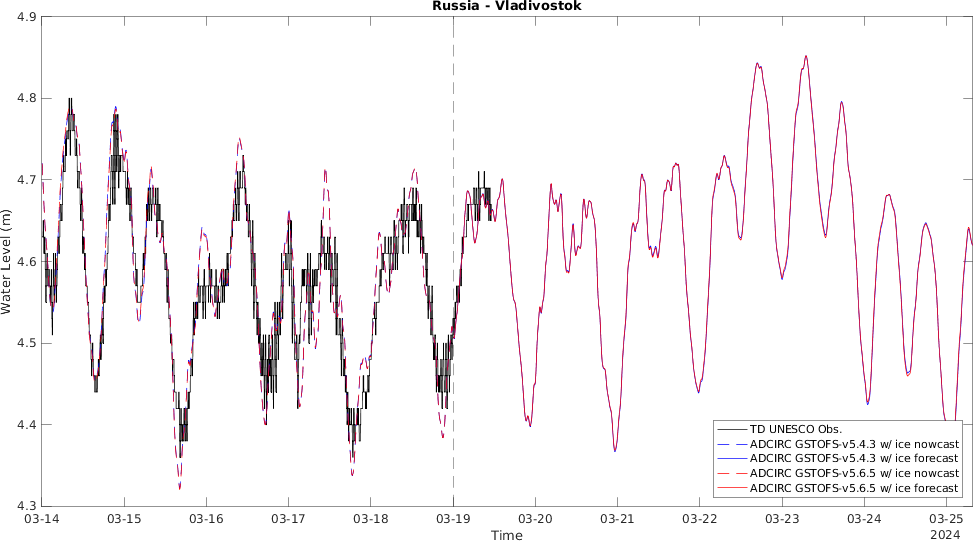 Russia - Vladivostok
4.9
4.8
4.7
4.6
4.5
4.4
4.3
Water Level (m)
TD UNESCO Obs.
ADCIRC GSTOFS-v5.4.3 w/ ice nowcast
ADCIRC GSTOFS-v5.4.3 w/ ice forecast
ADCIRC GSTOFS-v5.6.5 w/ ice nowcast
ADCIRC GSTOFS-v5.6.5 w/ ice forecast
03-14 03-15 03-16 03-17 03-18 03-19 03-20 03-21 03-22 03-23 03-24 03-25
Time
2024